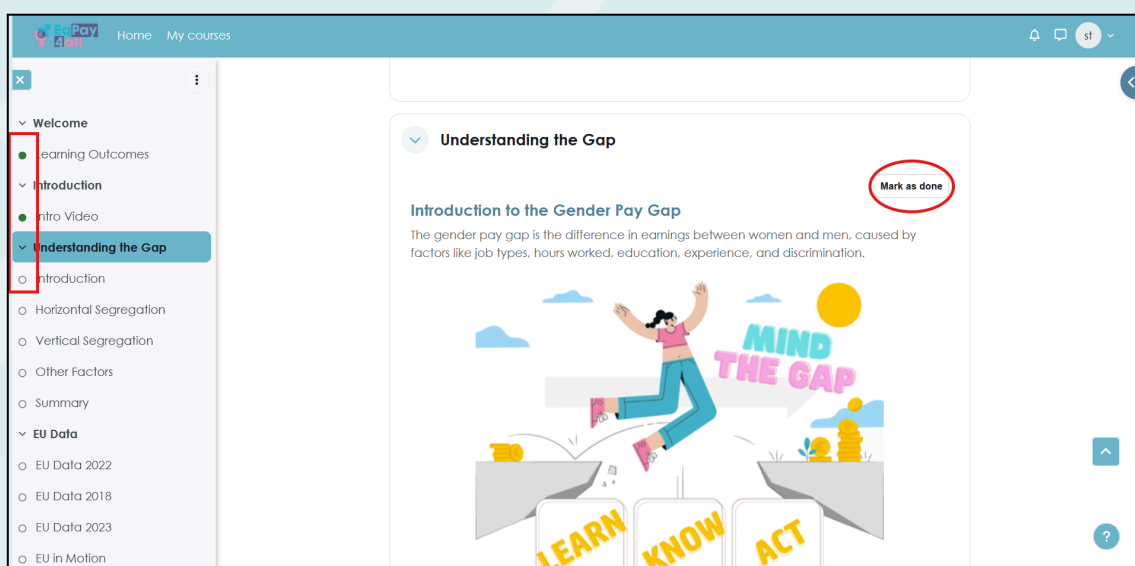 EqPay
4all
Home My courses
st
Welcome
Learning Outcomes
Introduction
Intro Video
Understanding the Gap
Introduction
Horizontal Segregation
Vertical Segregation
Other Factors
Summary
EU Data
EU Data 2022
EU Data 2018
EU Data 2023
EU in Motion
Understanding the Gap
Mark as done
Introduction to the Gender Pay Gap
The gender pay gap is the difference in earnings between women and men, caused by
factors like job types, hours worked, education, experience, and discrimination.
MIND
THE GAP
LEARN
KNOW
ACT
?